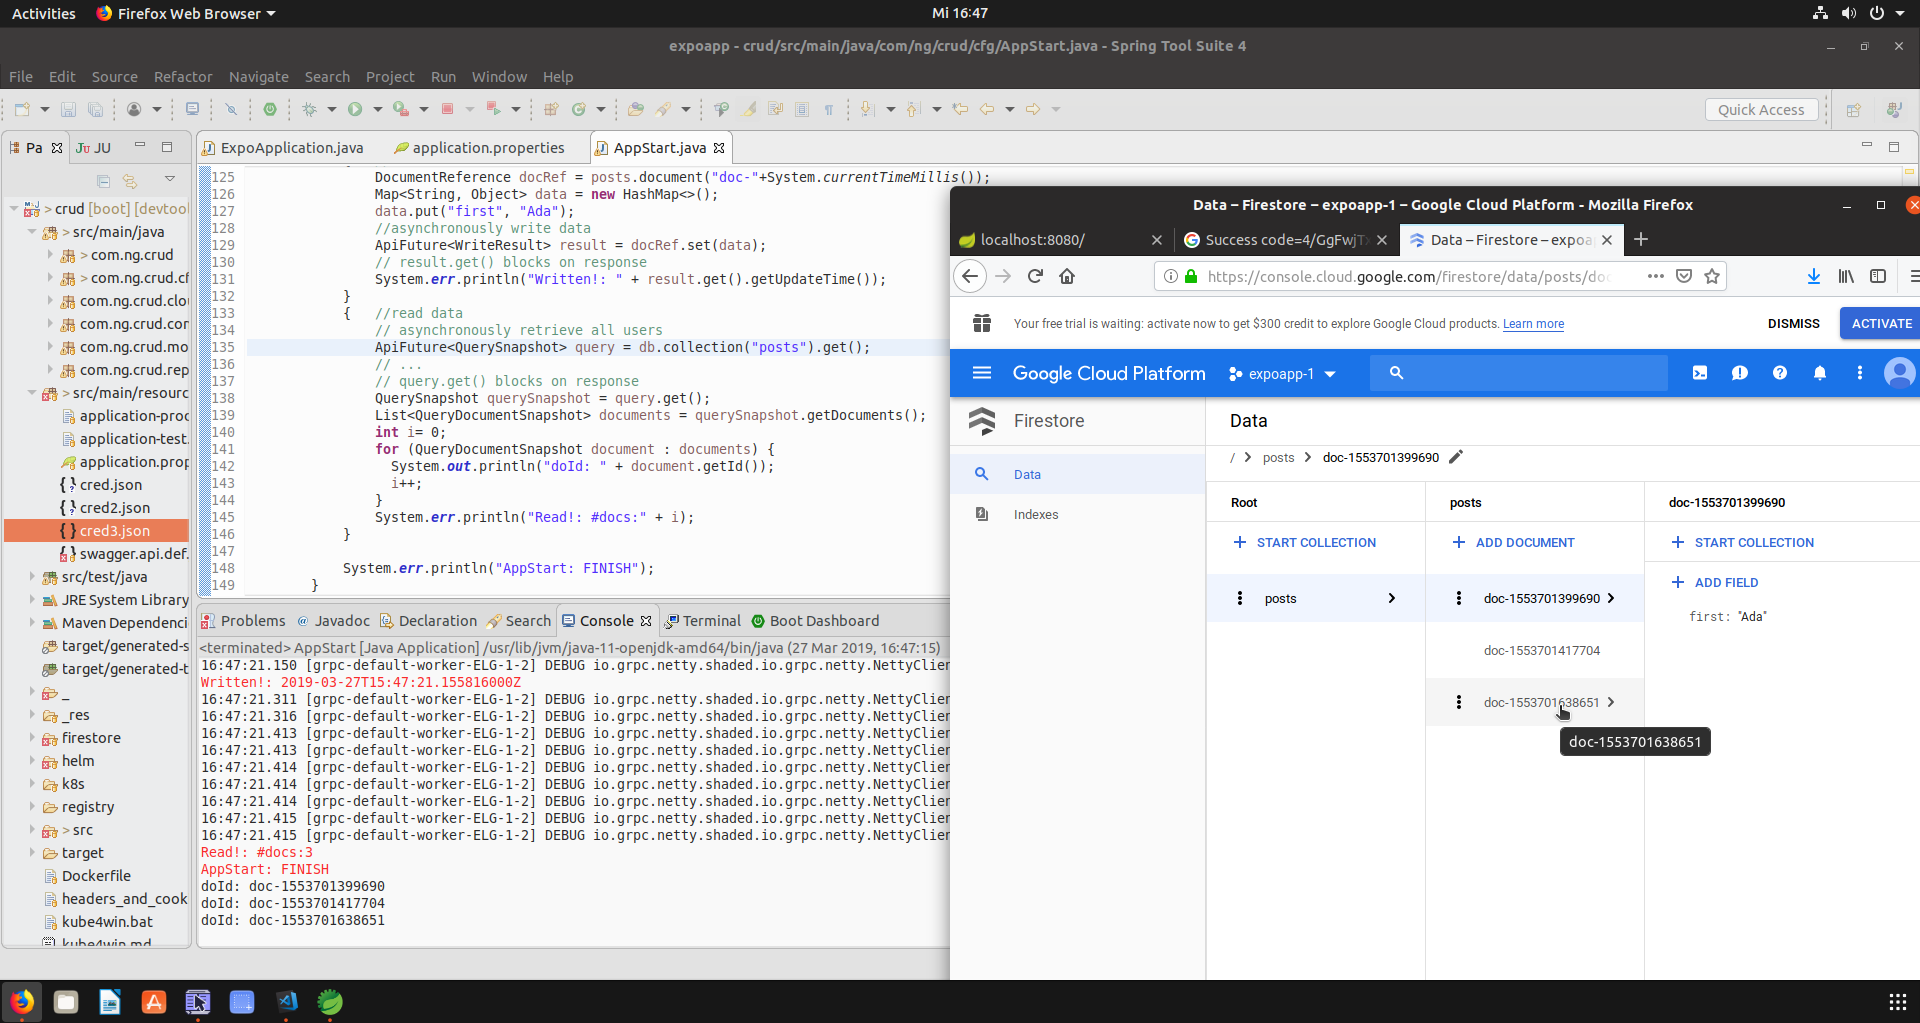 Activities
Firefox Web Browser
Mi 16:47
expoapp - crud/src/main/java/com/ng/crud/cfg/AppStart.java - Spring Tool Suite 4
File Edit Source Refactor Navigate Search Project Run Window Help
Quick Access
Pa
JU
> crud [boot] [devtool
> src/main/java
> com.ng.crud
> com.ng.crud.cf
com.ng.crud.clo
com.ng.crud.cor
com.ng.crud.mo
com.ng.crud.rep
> src/main/resourc
application-proc
application-test.
application.prop
cred.json
cred2.json
cred3.json
swagger.api.def.
src/test/java
JRE System Library
Maven Dependenci
target/generated-s
target/generated-t
_
_res
firestore
helm
k8s
registry
> src
target
Dockerfile
headers_and_cook
kube4win.bat
kube4win.md
ExpoApplication.java
application.properties
AppStart.java
125 DocumentReference docRef = posts.document("doc-"+System.currentTimeMillis());
126 Map<String, Object> data = new HashMap<>();
127 data.put("first", "Ada");
128 //asynchronously write data
129 ApiFuture<WriteResult> result = docRef.set(data);
130 // result.get() blocks on response
131 System.err.println("Written!: " + result.get().getUpdateTime());
132 }
133 { //read data
134 // asynchronously retrieve all users
135 ApiFuture<QuerySnapshot> query = db.collection("posts").get();
136 // ...
137 // query.get() blocks on response
138 QuerySnapshot querySnapshot = query.get();
139 List<QueryDocumentSnapshot> documents = querySnapshot.getDocuments();
140 int i= 0;
141 for (QueryDocumentSnapshot document : documents) {
142 System.out.println("doId: " + document.getId());
143 i++;
144 }
145 System.err.println("Read!: #docs:" + i);
146 }
147
148 System.err.println("AppStart: FINISH");
149 }
Problems
Javadoc
Declaration
Search
Console
Terminal
Boot Dashboard
<terminated> AppStart [Java Application] /usr/lib/jvm/java-11-openjdk-amd64/bin/java (27 Mar 2019, 16:47:15)
16:47:21.150 [grpc-default-worker-ELG-1-2] DEBUG io.grpc.netty.shaded.io.grpc.netty.NettyClier
Written!: 2019-03-27T15:47:21.155816000Z
16:47:21.311 [grpc-default-worker-ELG-1-2] DEBUG io.grpc.netty.shaded.io.grpc.netty.NettyClier
16:47:21.316 [grpc-default-worker-ELG-1-2] DEBUG io.grpc.netty.shaded.io.grpc.netty.NettyClier
16:47:21.413 [grpc-default-worker-ELG-1-2] DEBUG io.grpc.netty.shaded.io.grpc.netty.NettyClier
16:47:21.413 [grpc-default-worker-ELG-1-2] DEBUG io.grpc.netty.shaded.io.grpc.netty.NettyClier
16:47:21.414 [grpc-default-worker-ELG-1-2] DEBUG io.grpc.netty.shaded.io.grpc.netty.NettyClier
16:47:21.414 [grpc-default-worker-ELG-1-2] DEBUG io.grpc.netty.shaded.io.grpc.netty.NettyClier
16:47:21.414 [grpc-default-worker-ELG-1-2] DEBUG io.grpc.netty.shaded.io.grpc.netty.NettyClier
16:47:21.415 [grpc-default-worker-ELG-1-2] DEBUG io.grpc.netty.shaded.io.grpc.netty.NettyClier
16:47:21.415 [grpc-default-worker-ELG-1-2] DEBUG io.grpc.netty.shaded.io.grpc.netty.NettyClier
Read!: #docs:3
AppStart: FINISH
doId: doc-1553701399690
doId: doc-1553701417704
doId: doc-1553701638651
Data – Firestore – expoapp-1 – Google Cloud Platform - Mozilla Firefox
localhost:8080/
Success code=4/GgFwjT
Data – Firestore – expoa
https://console.cloud.google.com/firestore/data/posts/doc
Your free trial is waiting: activate now to get $300 credit to explore Google Cloud products. Learn more
DISMISS
ACTIVATE
Google Cloud Platform
expoapp-1
Firestore
Data
Indexes
Data
/ > posts > doc-1553701399690
Root
START COLLECTION
posts
posts
ADD DOCUMENT
doc-1553701399690
doc-1553701417704
doc-1553701638651
doc-1553701638651
doc-1553701399690
START COLLECTION
ADD FIELD
first: "Ada"